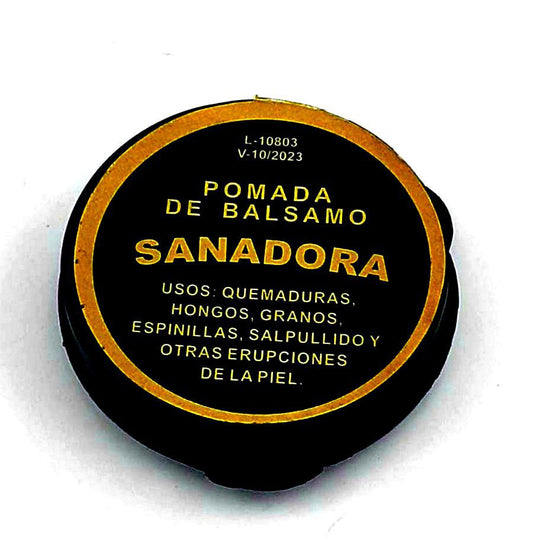 L-10803
V-10/2023
POMADA
DE BALSAMO
SANADORA
USOS: QUEMADURAS,
HONGOS, GRANOS,
ESPINILLAS, SALPULLIDO Y
OTRAS ERUPCIONES
DE LA PIEL.